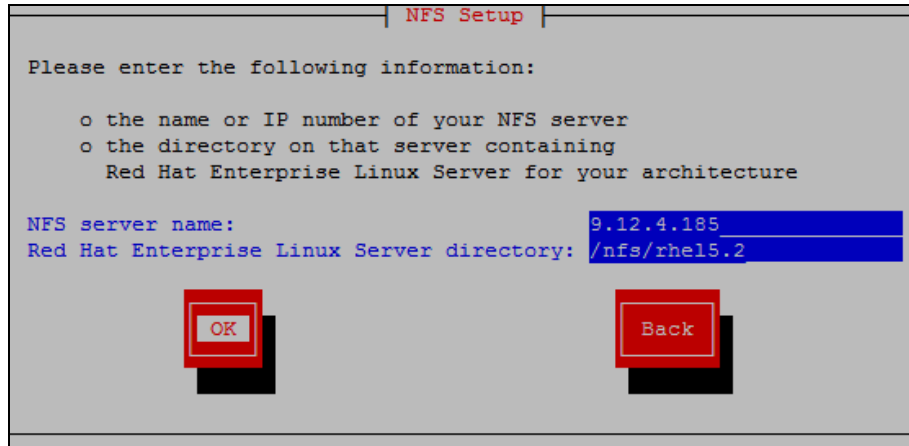 NFS Setup
Please enter the following information:
o the name or IP number of your NFS server
o the directory on that server containing
Red Hat Enterprise Linux Server for your architecture
NFS server name: 9.12.4.185
Red Hat Enterprise Linux Server directory: /nfs/rhel5.2
OK Back